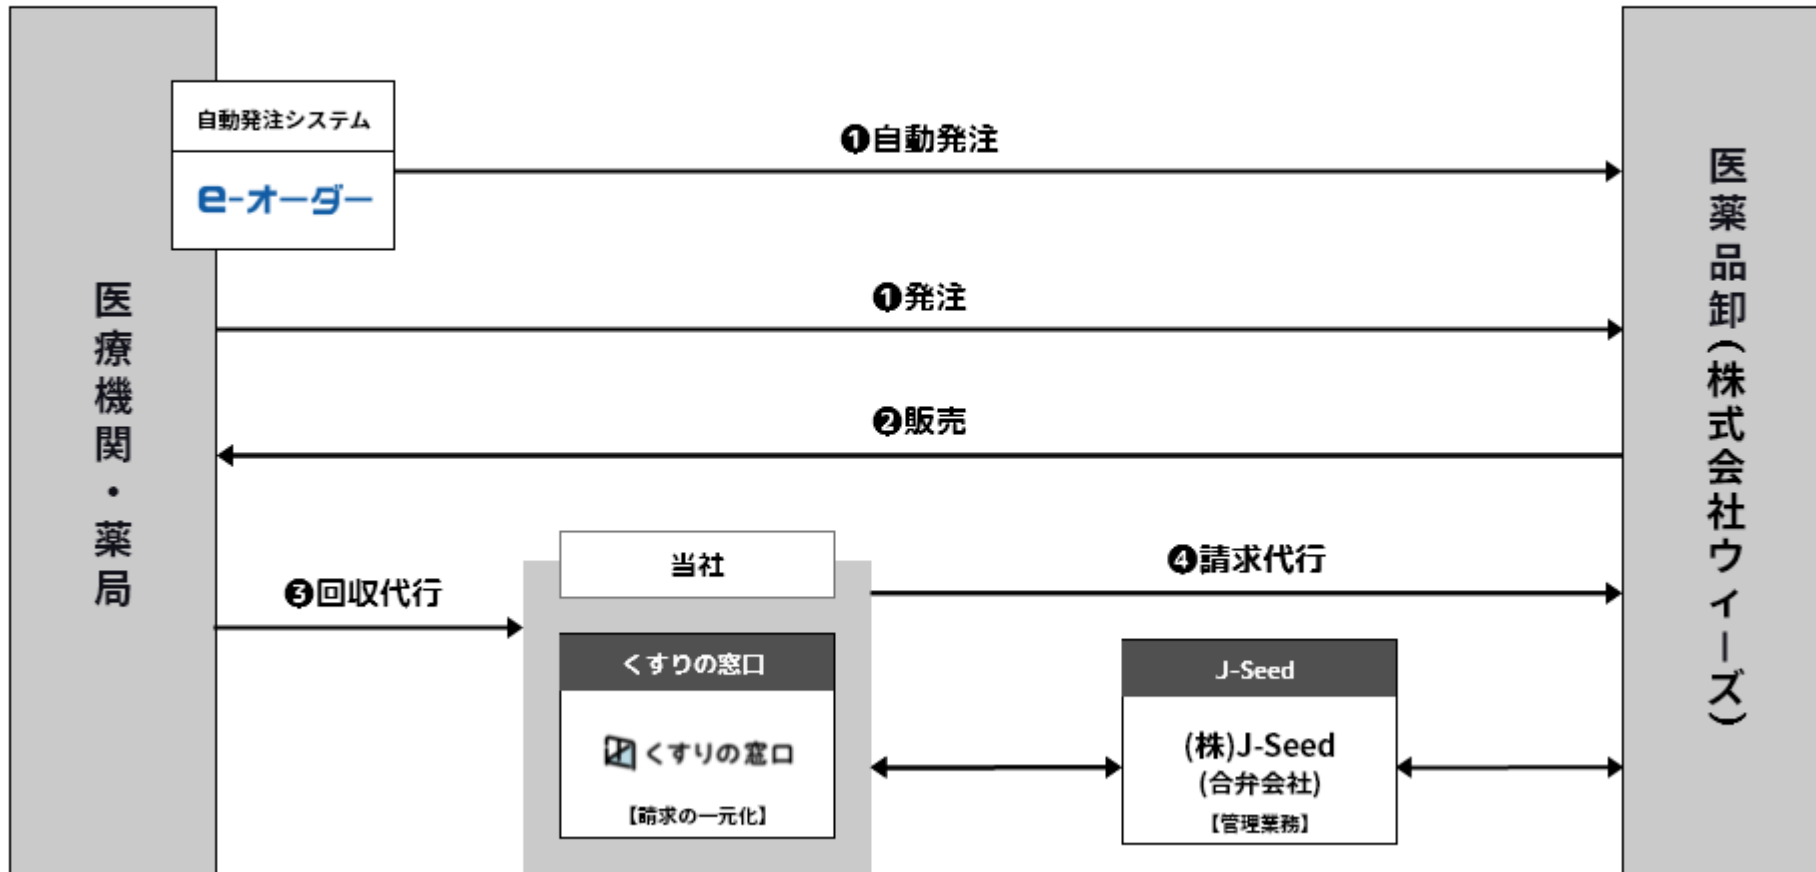 自動発注システム
e-オーダー
医療機関・薬局
❶自動発注
❶発注
❷販売
❸回収代行
当社
くすりの窓口
くすりの窓口
【請求の一元化】
❹請求代行
J-Seed
(株)J-Seed
(合弁会社)
【管理業務】
医薬品卸(株式会社ウィーズ)